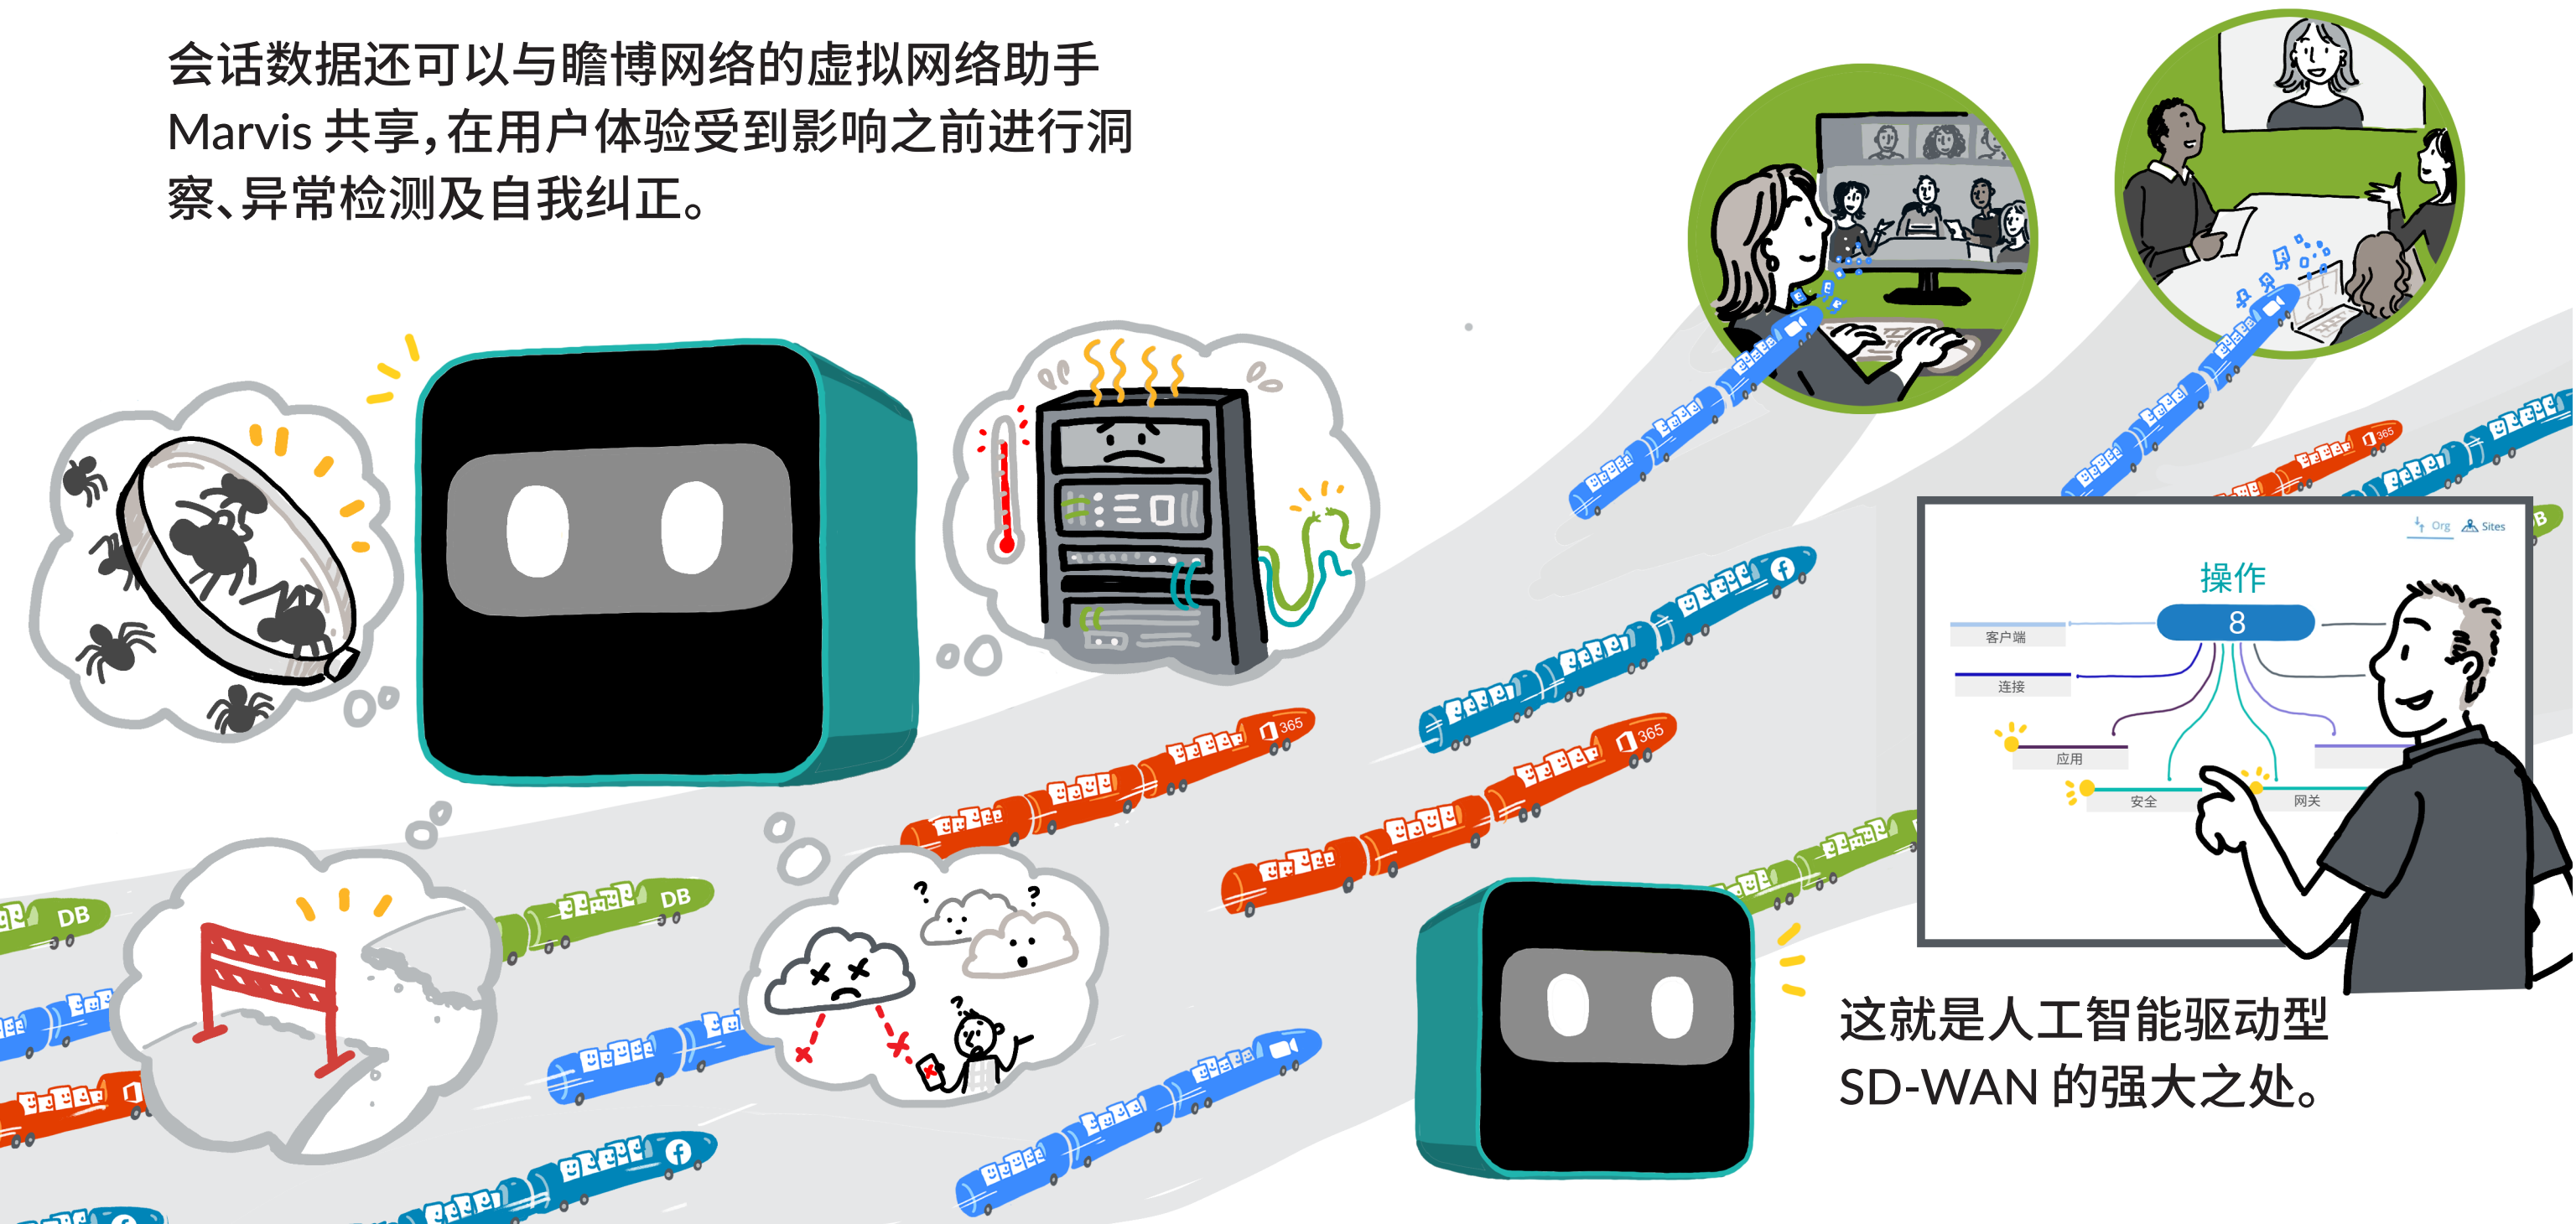 会话数据还可以与瞻博网络的虚拟网络助手
Marvis 共享，在用户体验受到影响之前进行洞
察、异常检测及自我纠正。
365
Org
Sites
B
操作
8
客户端
连接
应用
安全
网关
365
365
DB
DB
D
?
?
?
这就是人工智能驱动型
SD-WAN 的强大之处。